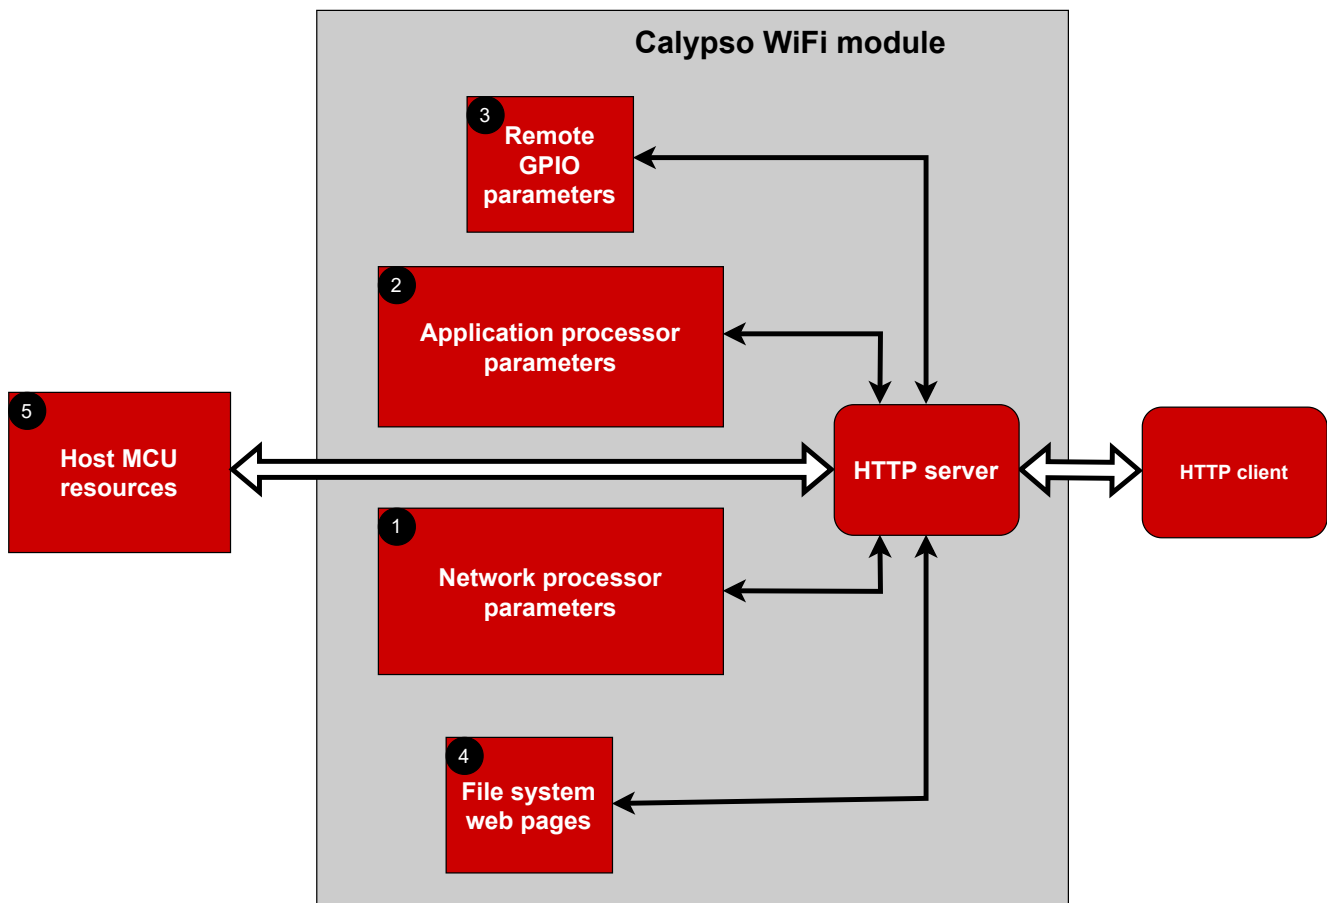 Calypso WiFi module
3
Remote
GPIO
parameters
2
Application processor
parameters
5
Host MCU
resources
HTTP server
HTTP client
1
Network processor
parameters
4
File system
web pages